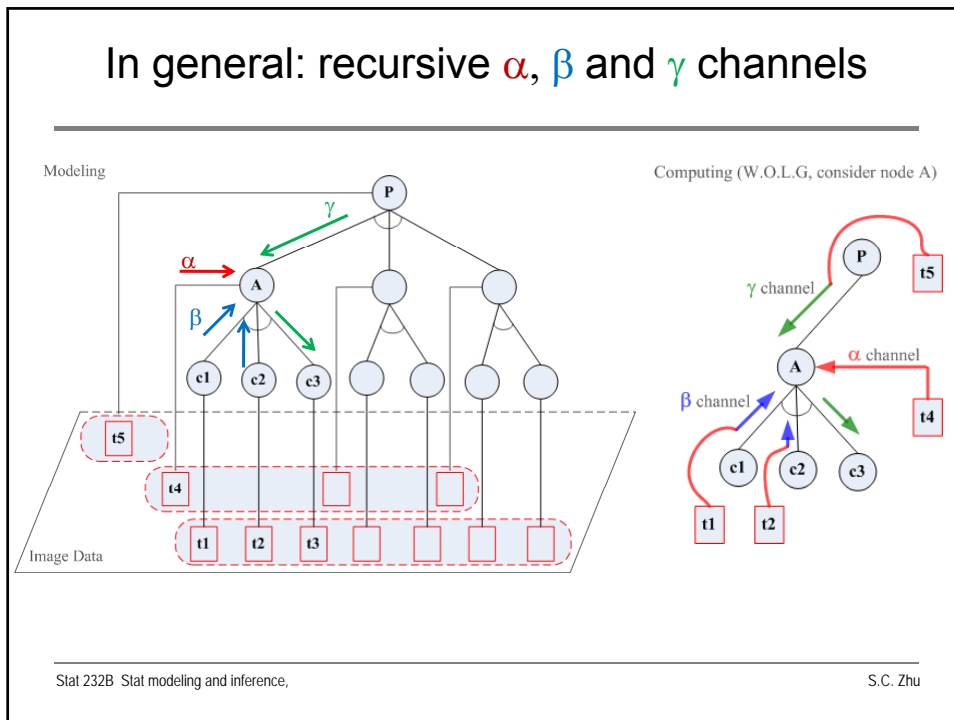 In general: recursive α, β and γ channels
Modeling
P
γ
α
A
β
c1 c2 c3
t5
t4
t1 t2 t3
Image Data
Computing (W.O.L.G, consider node A)
P
t5
γ channel
A
α channel
β channel
t4
c1 c2 c3
t1 t2
Stat 232B Stat modeling and inference,
S.C. Zhu